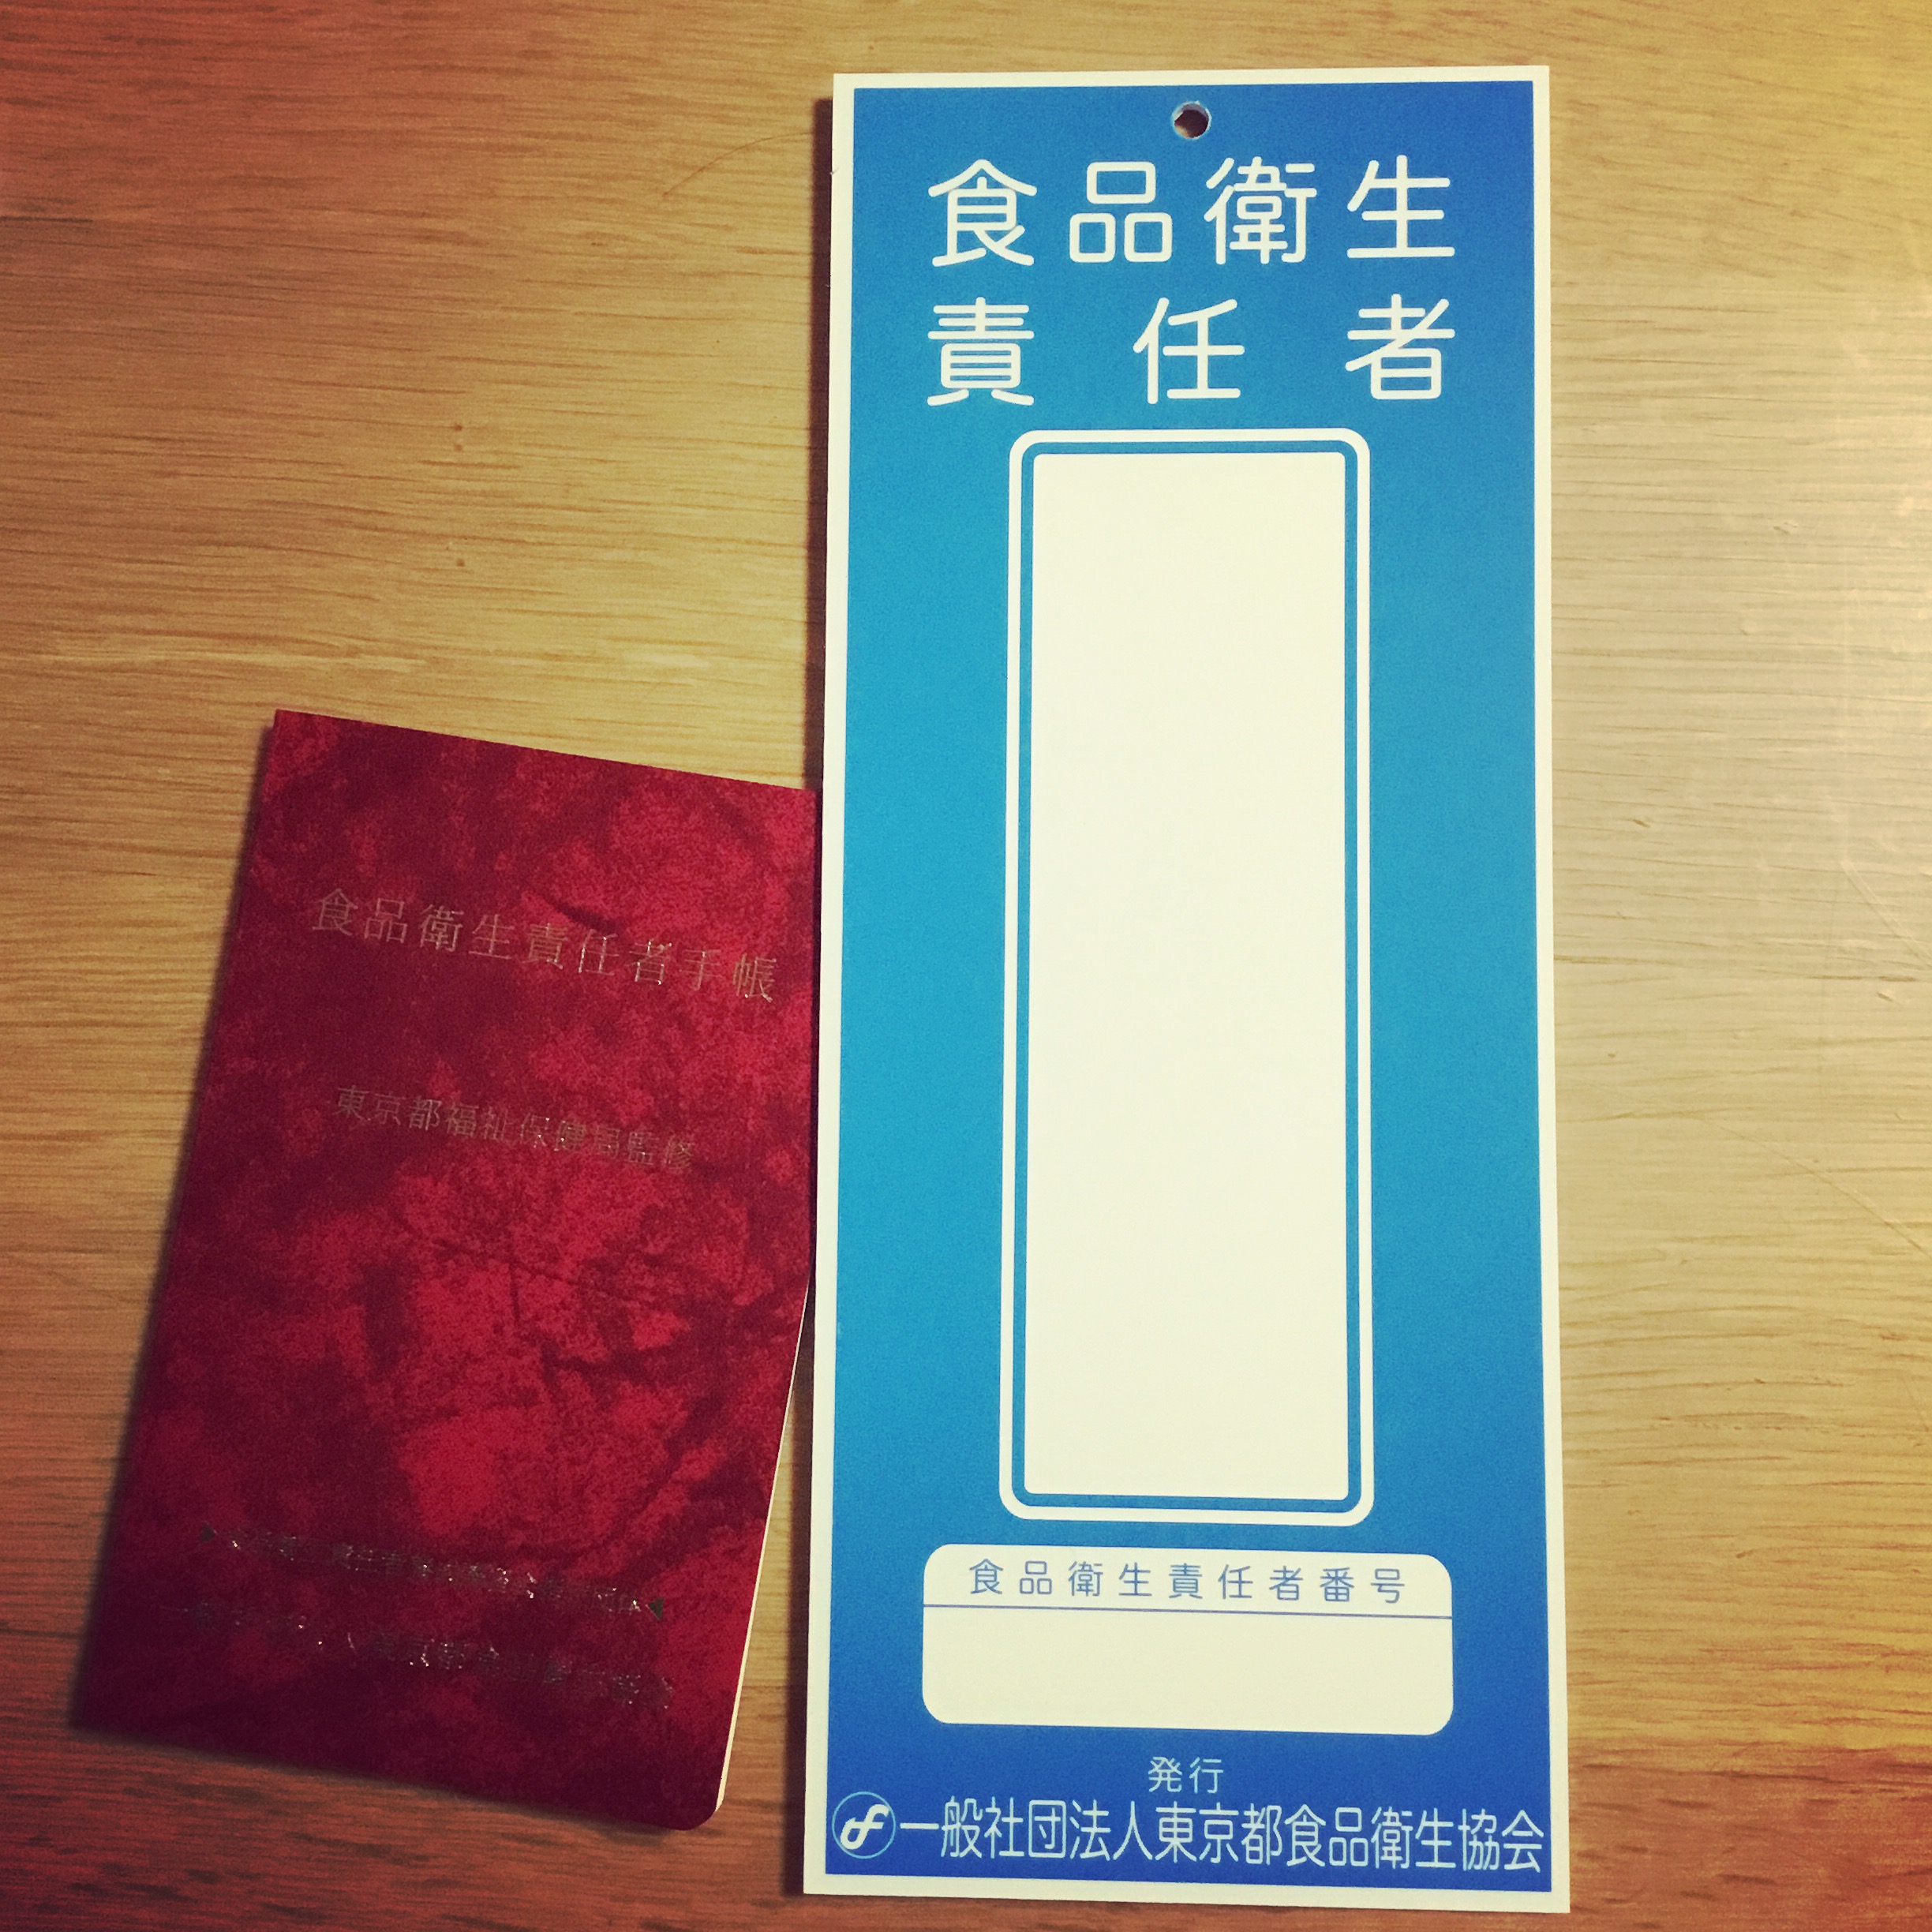 食品衛生
責任者
食品衛生責任者番号
発行
一般社団法人東京都食品衛生協会
食品衛生責任者手帳
東京都福祉保健局監修